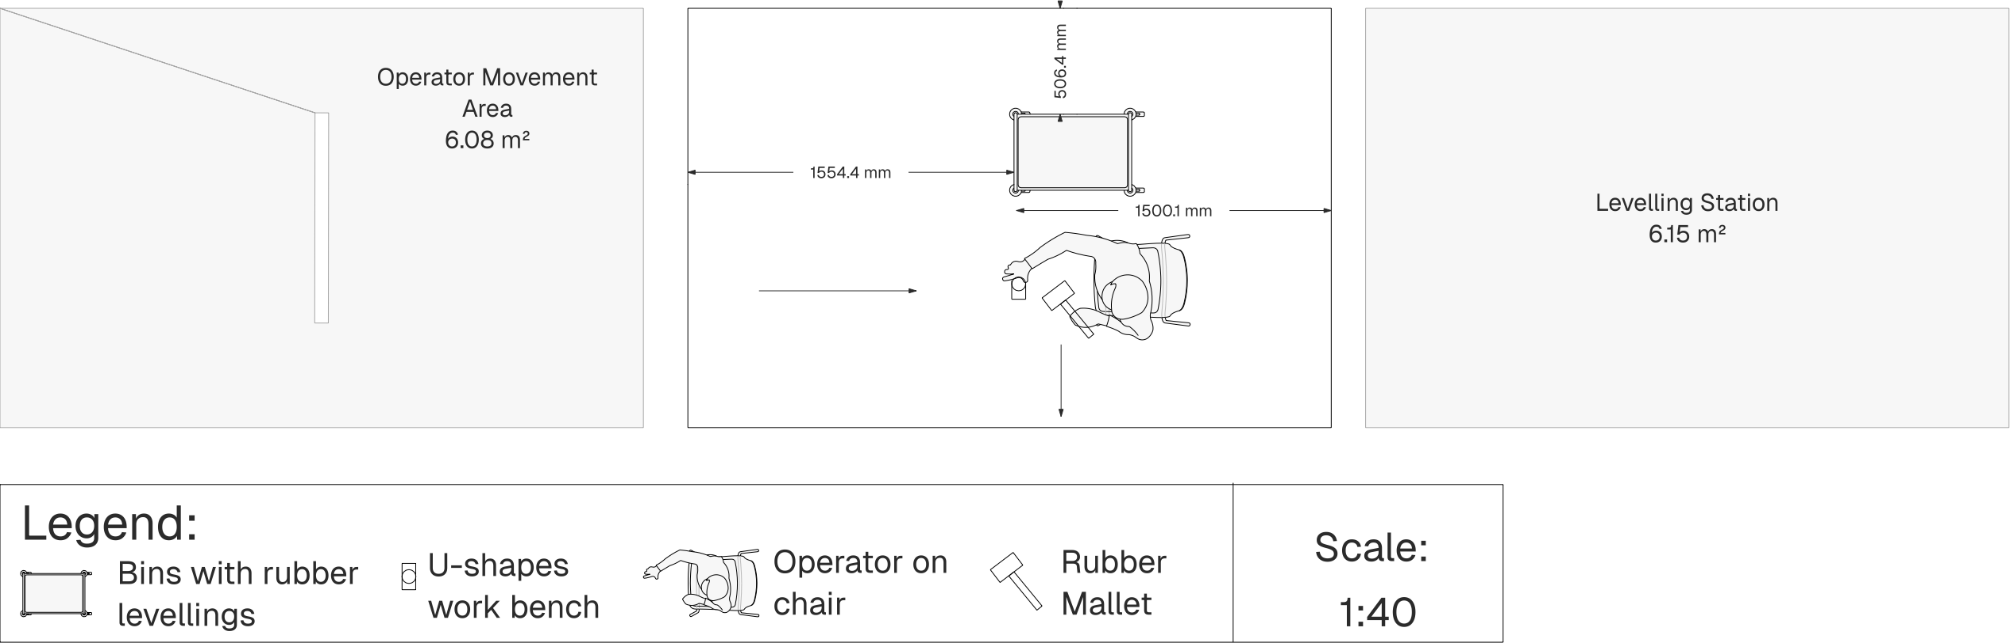 Operator Movement
Area
6.08 m²
506.4 mm
1554.4 mm
1500.1 mm
Levelling Station
6.15 m²
Legend:
Bins with rubber
levellings
U-shapes
work bench
Operator on
chair
Rubber
Mallet
Scale:
1:40